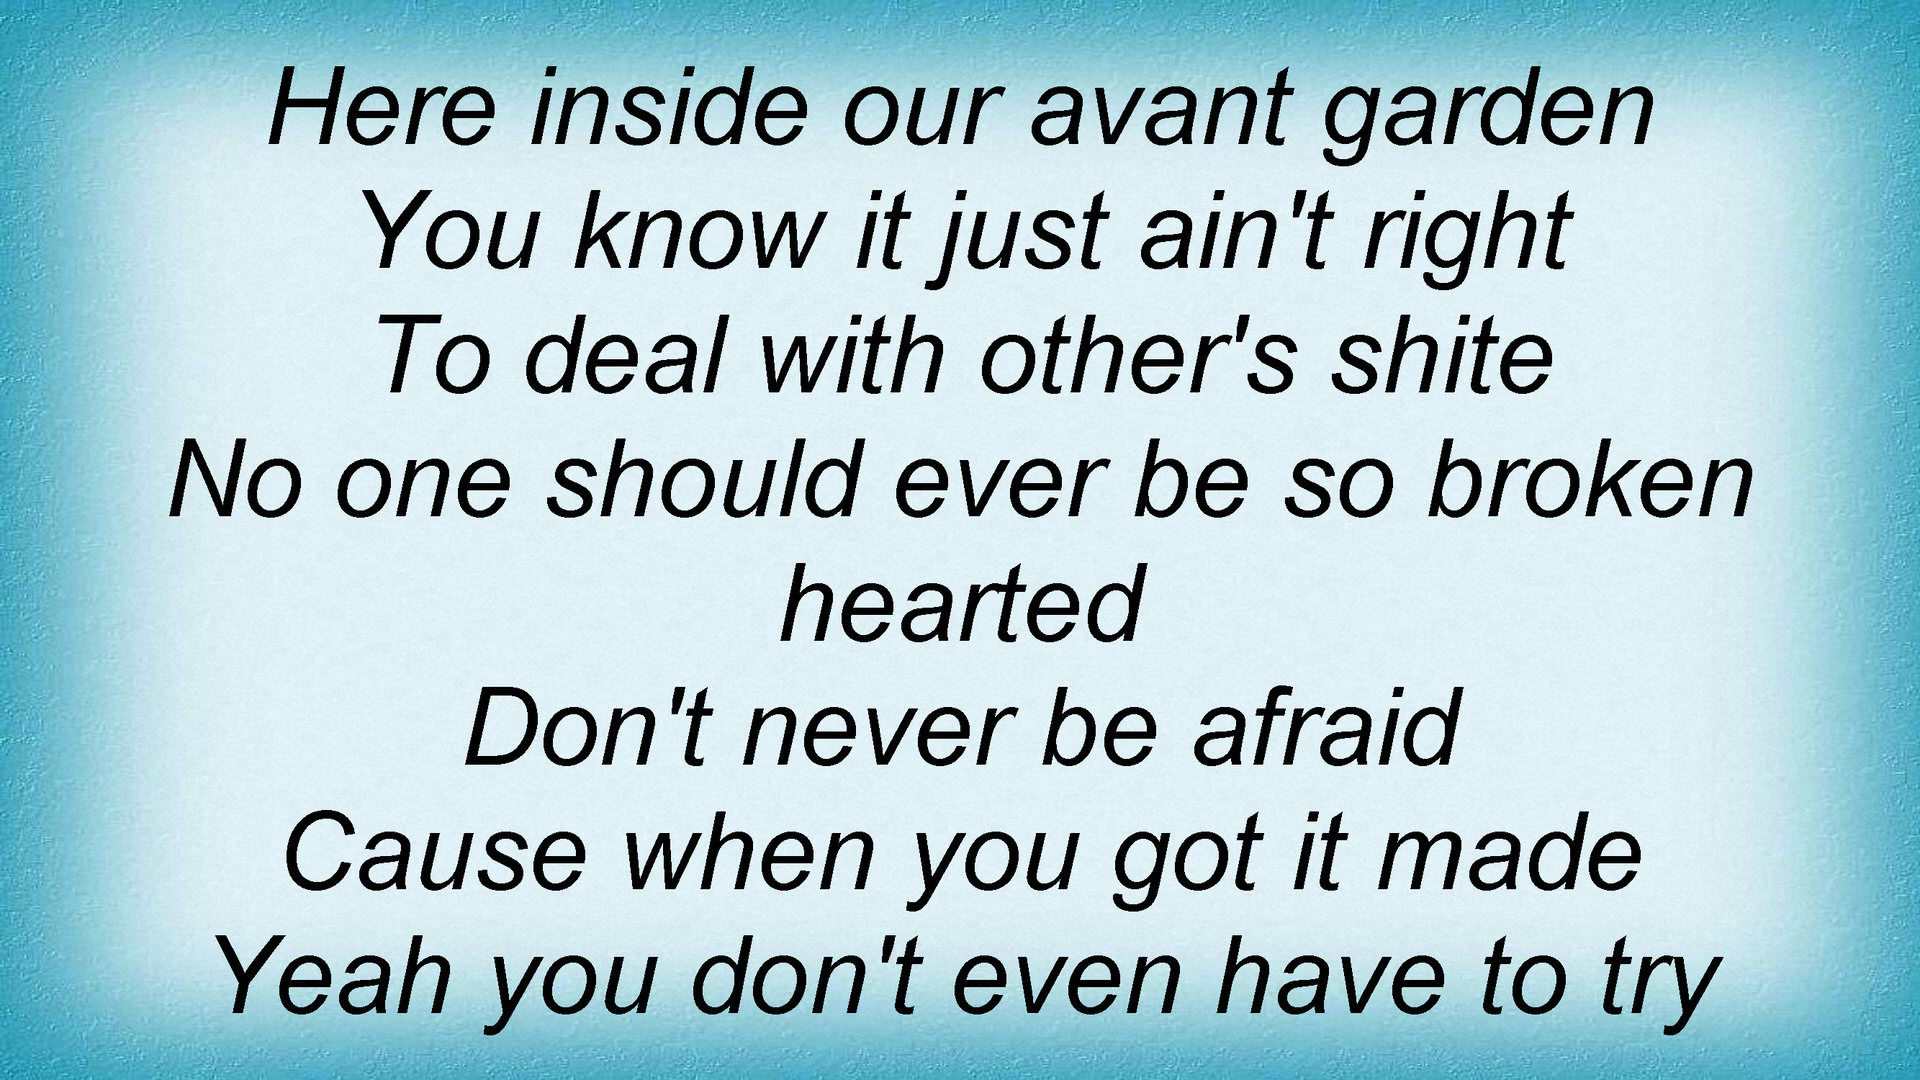 Here inside our avant garden
You know it just ain't right
To deal with other's shite
No one should ever be so broken
hearted
Don't never be afraid
Cause when you got it made
Yeah you don't even have to try